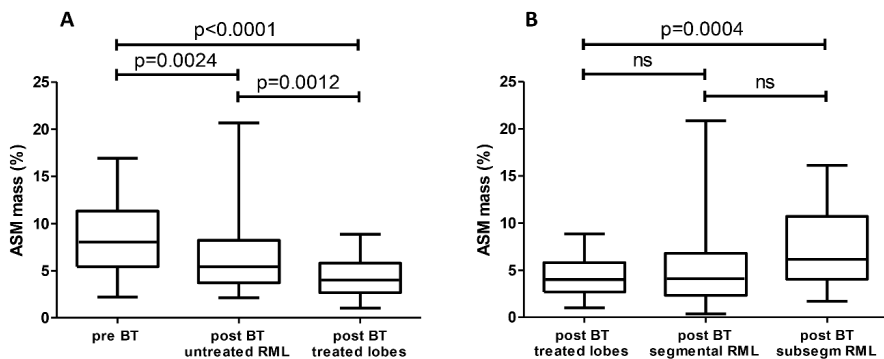 A
p<0.0001
p=0.0024
p=0.0012
25
20
15
10
5
0
ASM mass (%)
pre BT
post BT
untreated RML
post BT
treated lobes
B
p=0.0004
ns
ns
25
20
15
10
5
0
ASM mass (%)
post BT
treated lobes
post BT
segmental RML
post BT
subsegm RML